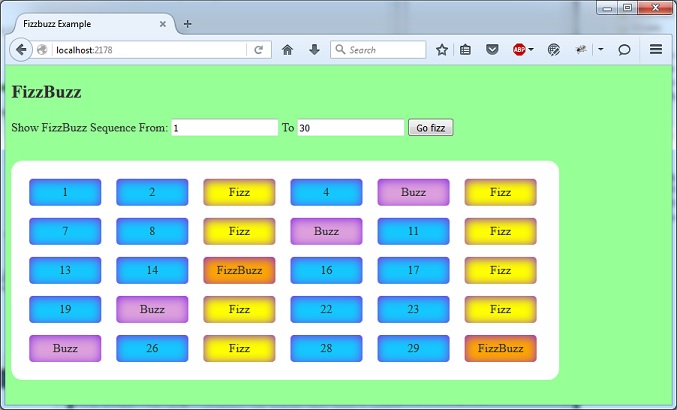 Fizzbuzz Example
localhost:2178
Search
ABP
FizzBuzz
Show FizzBuzz Sequence From: 1 To 30 Go fizz
1 2 Fizz 4 Buzz Fizz
7 8 Fizz Buzz 11 Fizz
13 14 FizzBuzz 16 17 Fizz
19 Buzz Fizz 22 23 Fizz
Buzz 26 Fizz 28 29 FizzBuzz